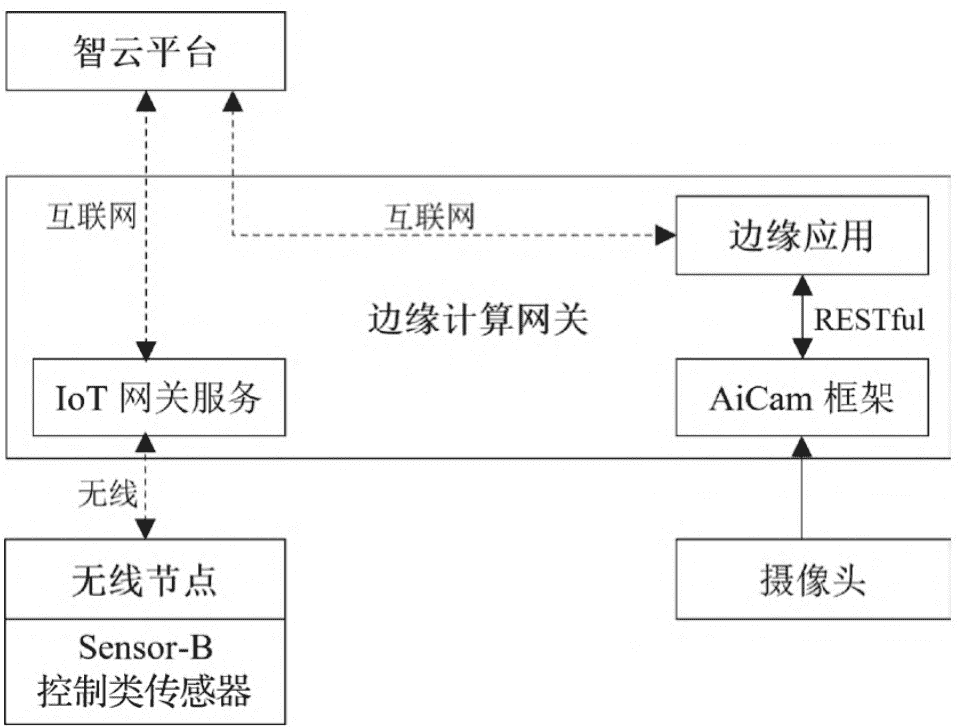 智云平台
互联网
互联网
边缘应用
边缘计算网关
RESTful
IoT 网关服务
AiCam 框架
无线
无线节点
摄像头
Sensor-B
控制类传感器